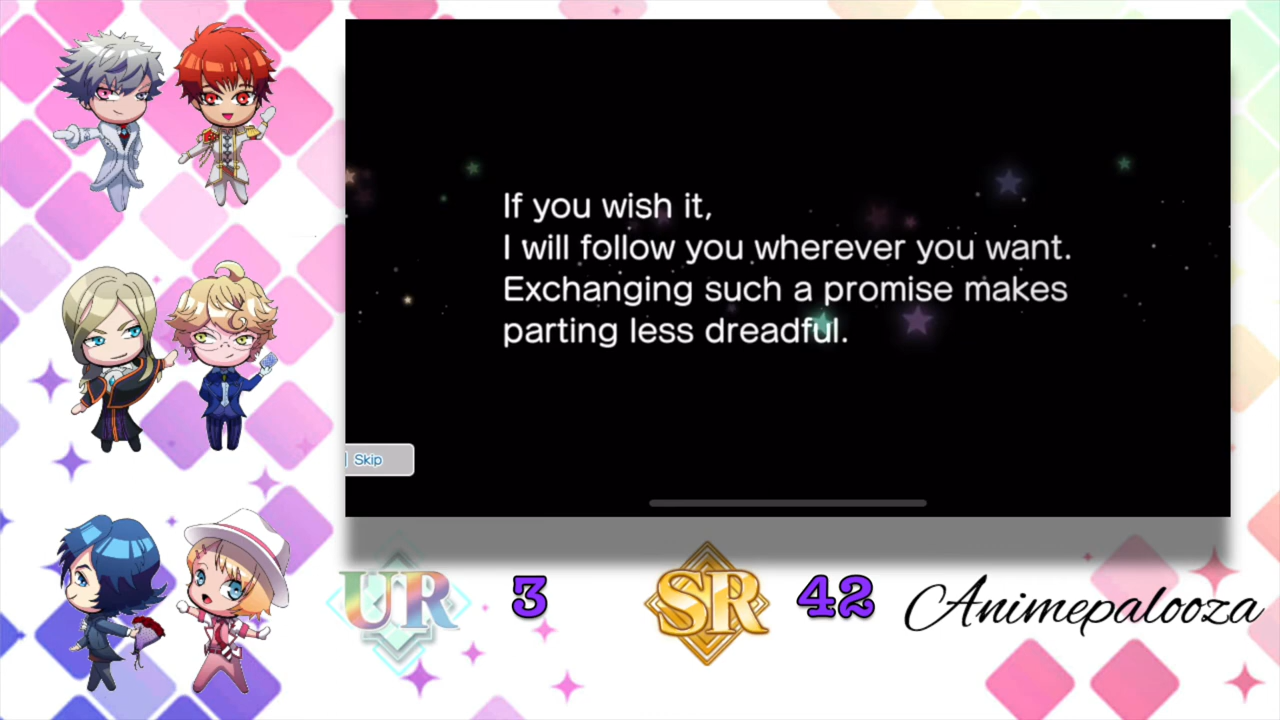 If you wish it,
I will follow you wherever you want.
Exchanging such a promise makes
parting less dreadful.
Skip
UR 3 SR 42 Animepalooza